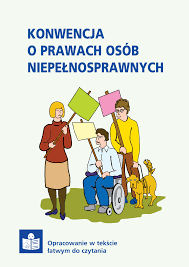 KONWENCJA
O PRAWACH OSÓB
NIEPEŁNOSPRAWNYCH
Opracowanie w tekście
łatwym do czytania